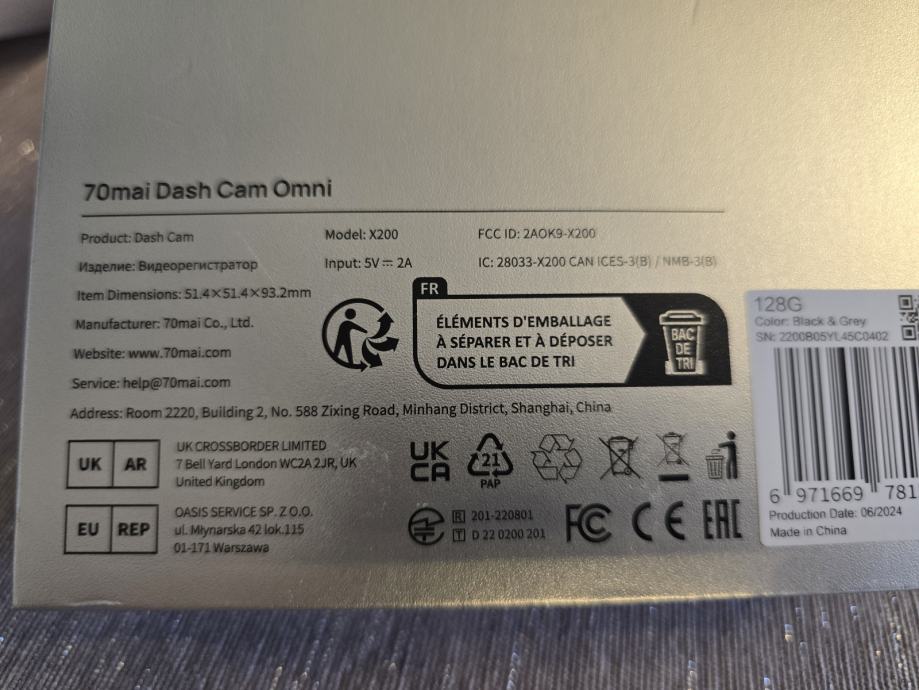 70mai Dash Cam Omni
Product: Dash Cam
Model: X200
FCC ID: 2AOK9-X200
Изделие: Видеорегистратор
Input: 5V ⎓ 2A
IC: 28033-X200 CAN ICES-3(B) / NMB-3(B)
Item Dimensions: 51.4×51.4×93.2mm
Manufacturer: 70mai Co., Ltd.
Website: www.70mai.com
Service: help@70mai.com
FR
ÉLÉMENTS D'EMBALLAGE
À SÉPARER ET À DÉPOSER
DANS LE BAC DE TRI
BAC
DE
TRI
Address: Room 2220, Building 2, No. 588 Zixing Road, Minhang District, Shanghai, China
UK AR
UK CROSSBORDER LIMITED
7 Bell Yard London WC2A 2JR, UK
United Kingdom
EU REP
OASIS SERVICE SP. Z O.O.
ul. Młynarska 42 lok.115
01-171 Warszawa
UK
CA
21
PAP
R 201-220801
T D 22 0200 201
FC CE EAC
128G
Color: Black & Grey
SN: 2200B05YL45C0402
6 971669 781
Production Date: 06/2024
Made in China